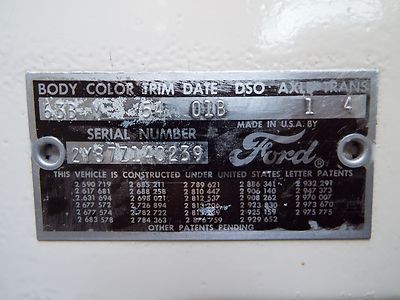 BODY COLOR TRIM DATE DSO AXLE TRANS
63B 54 01B 1 4
SERIAL NUMBER
MADE IN U.S.A. BY
Ford
THIS VEHICLE IS CONSTRUCTED UNDER UNITED STATES LETTER PATENTS
2 590 719 2 685 211 2 789 621 2 886 341 2 932 291
2 617 681 2 688 258 2 810 447 2 906 140 2 947 373
2 631 694 2 698 021 2 812 537 2 908 262 2 970 007
2 677 572 2 726 894 2 923 830 2 973 670
2 677 574 2 782 722 2 925 159 2 975 775
2 683 578 2 784 363 2 876 759 2 929 652
OTHER PATENTS PENDING